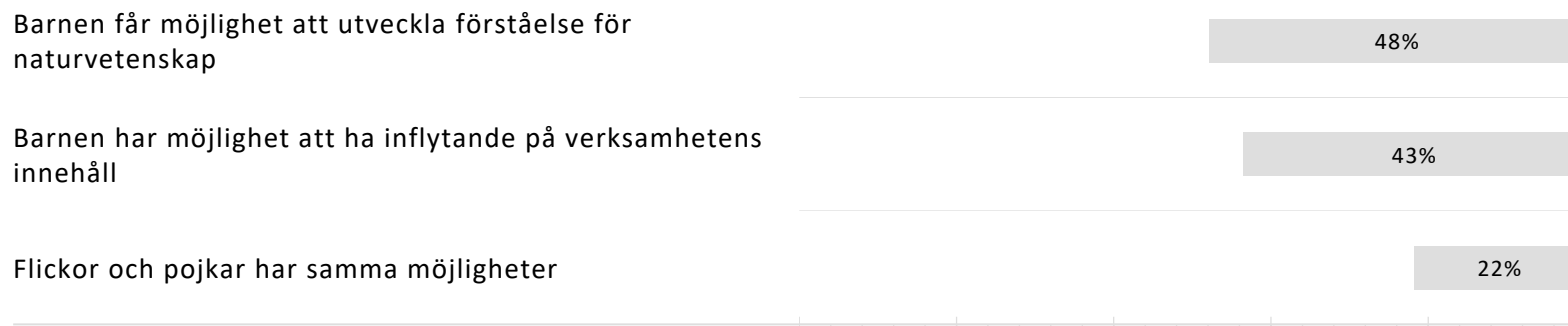 Barnen får möjlighet att utveckla förståelse för
naturvetenskap
48%
Barnen har möjlighet att ha inflytande på verksamhetens
innehåll
43%
Flickor och pojkar har samma möjligheter
22%